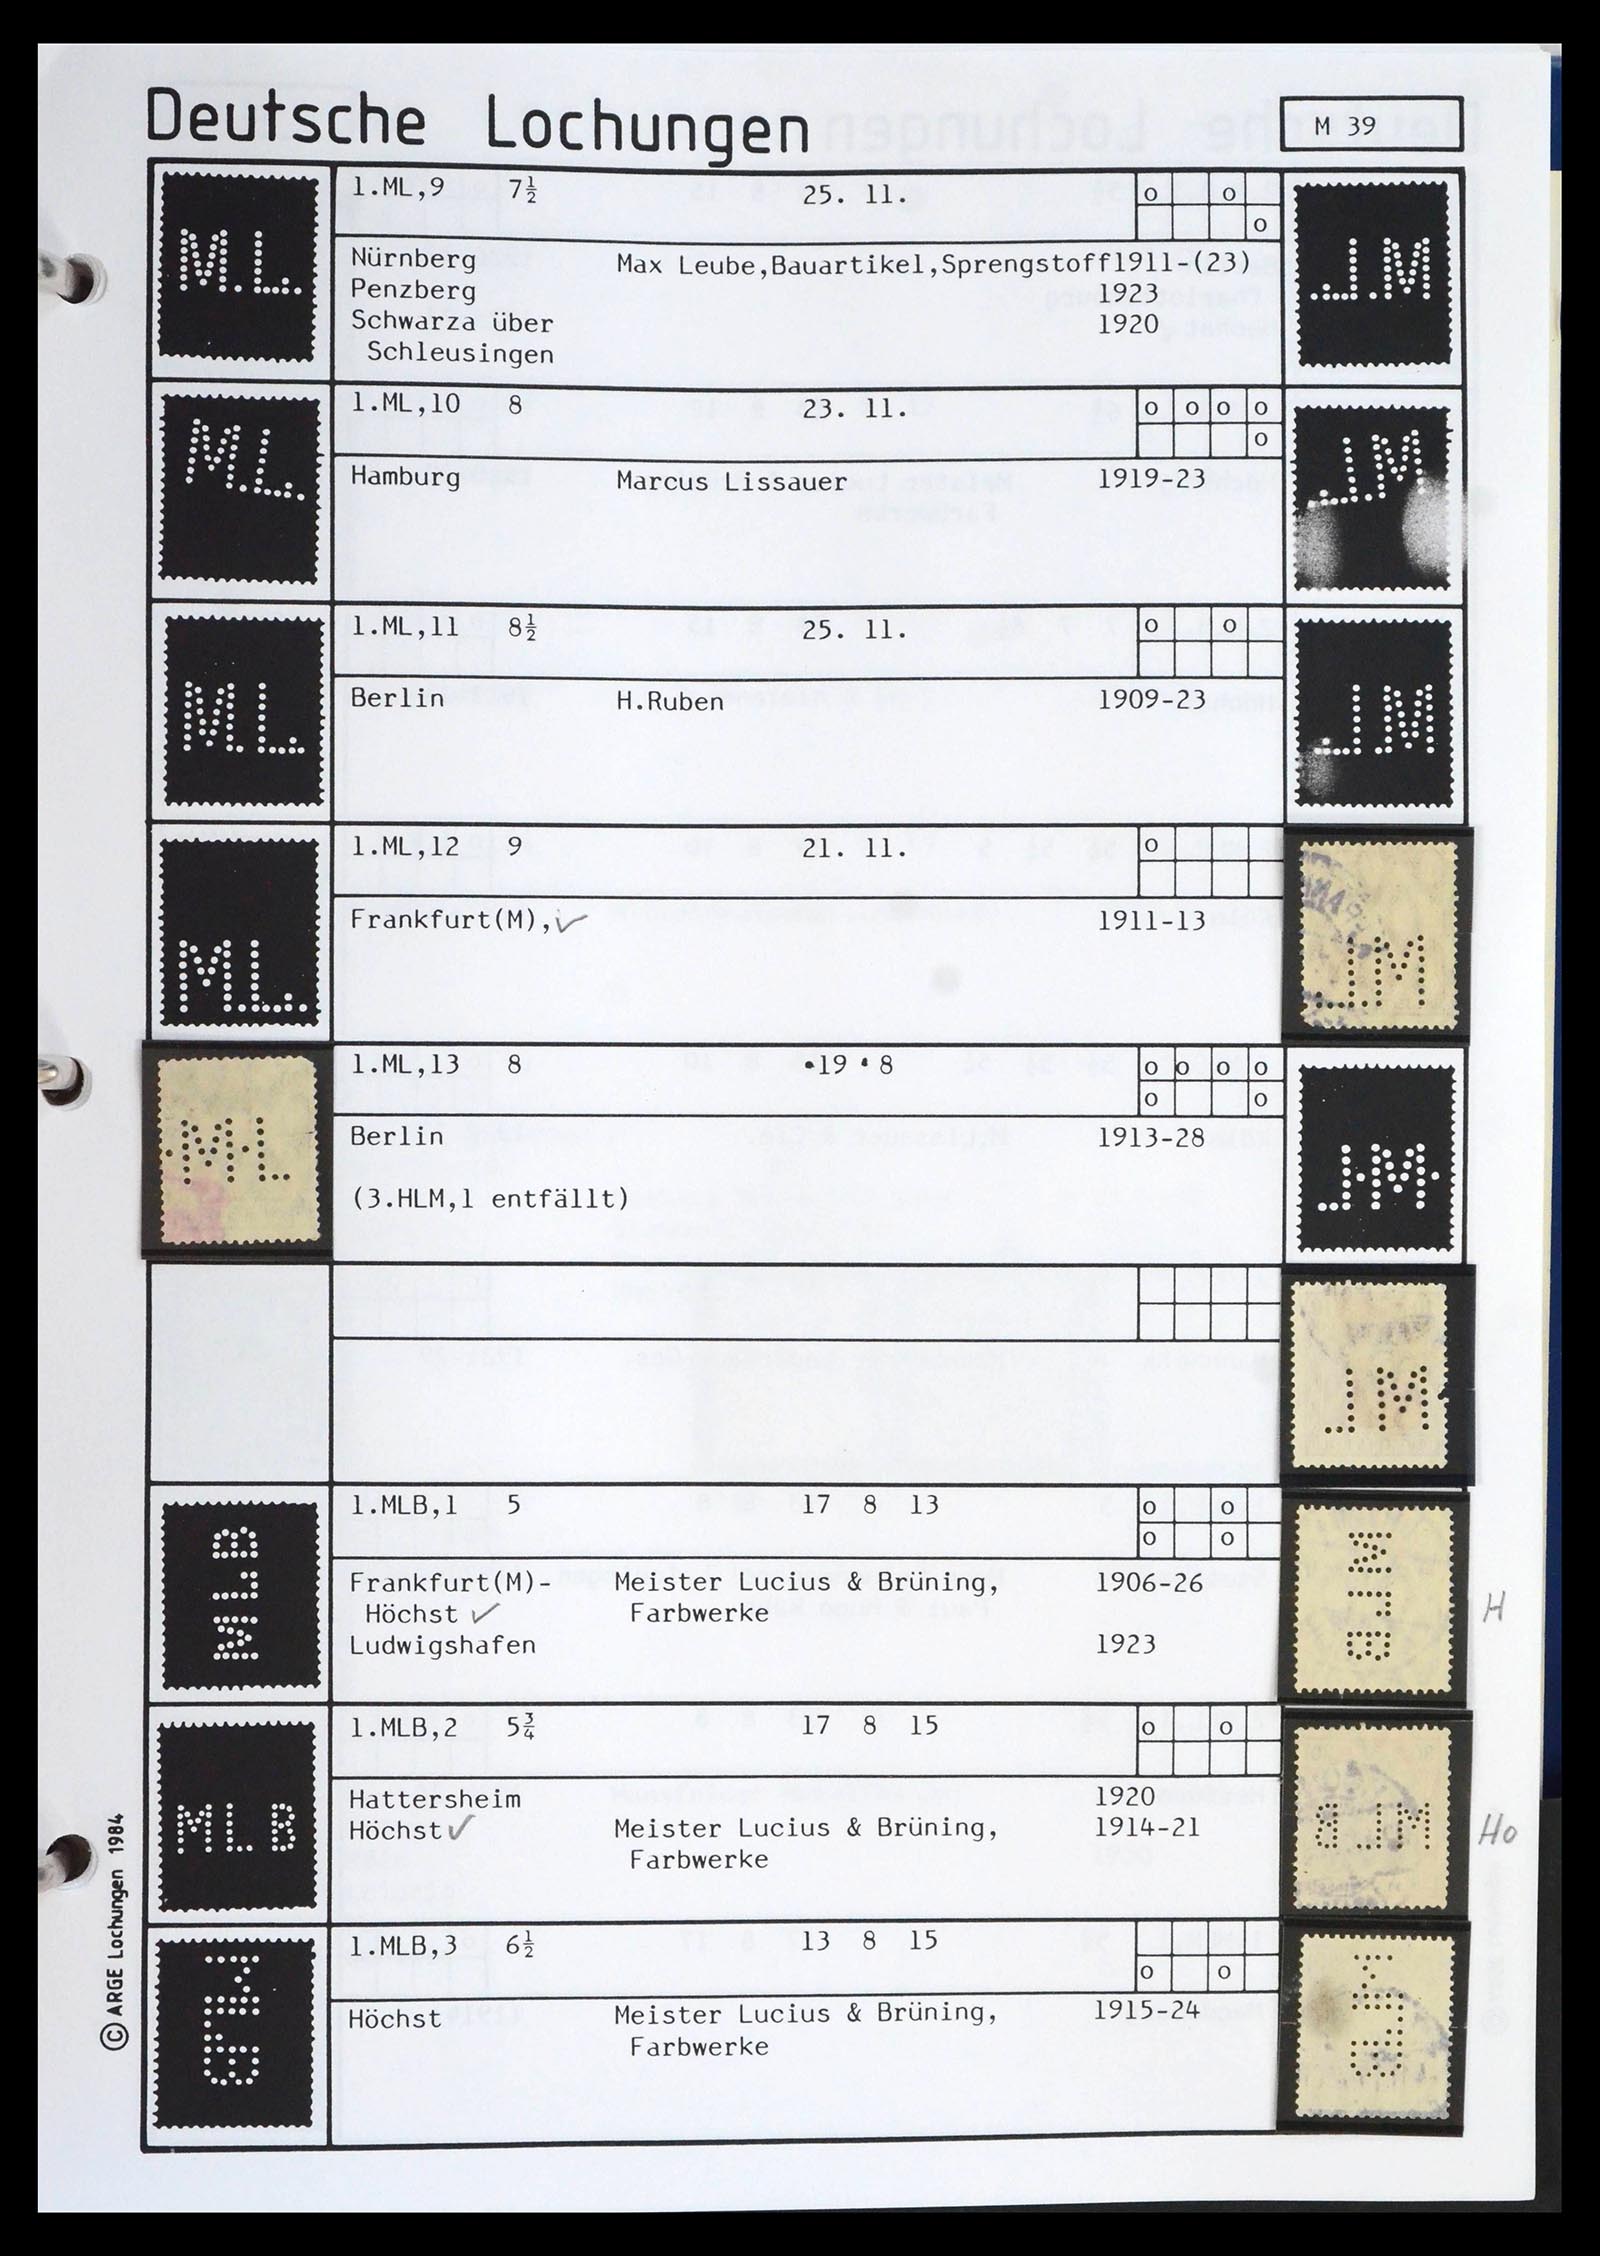 Deutsche Lochungen
M 39
M.L.
1.ML,9 7½ 25. 11. o o
o
Nürnberg Max Leube,Bauartikel,Sprengstoff1911-(23)
Penzberg 1923
Schwarza über 1920
Schleusingen
M.L.
1.ML,10 8 23. 11. o o o o
o
Hamburg Marcus Lissauer 1919-23
M.L.
1.ML,11 8½ 25. 11. o o
Berlin H.Ruben 1909-23
M.L.
1.ML,12 9 21. 11. o
Frankfurt(M), ✓ 1911-13
·M·L
1.ML,13 8 •19 • 8 o o o o
o o
Berlin 1913-28
(3.HLM,1 entfällt)
MLB
1.MLB,1 5 17 8 13 o o
o o
Frankfurt(M)- Meister Lucius & Brüning, 1906-26
Höchst ✓ Farbwerke
Ludwigshafen 1923
H
MLB
1.MLB,2 5¾ 17 8 15 o o
Hattersheim 1920
Höchst ✓ Meister Lucius & Brüning, 1914-21
Farbwerke
Ho
MLB
1.MLB,3 6½ 13 8 15
o o
Höchst Meister Lucius & Brüning, 1915-24
Farbwerke
© ARGE Lochungen 1984